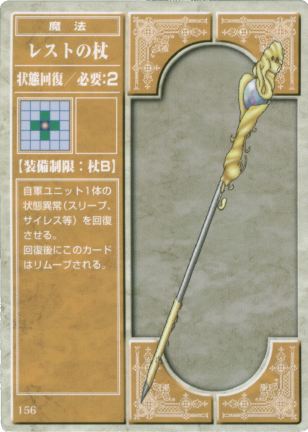 魔法
レストの杖
状態回復／必要:2
【装備制限：杖B】
自軍ユニット1体の
状態異常（スリープ、
サイレス等）を回復
させる。
回復後にこのカード
はリムーブされる。
156